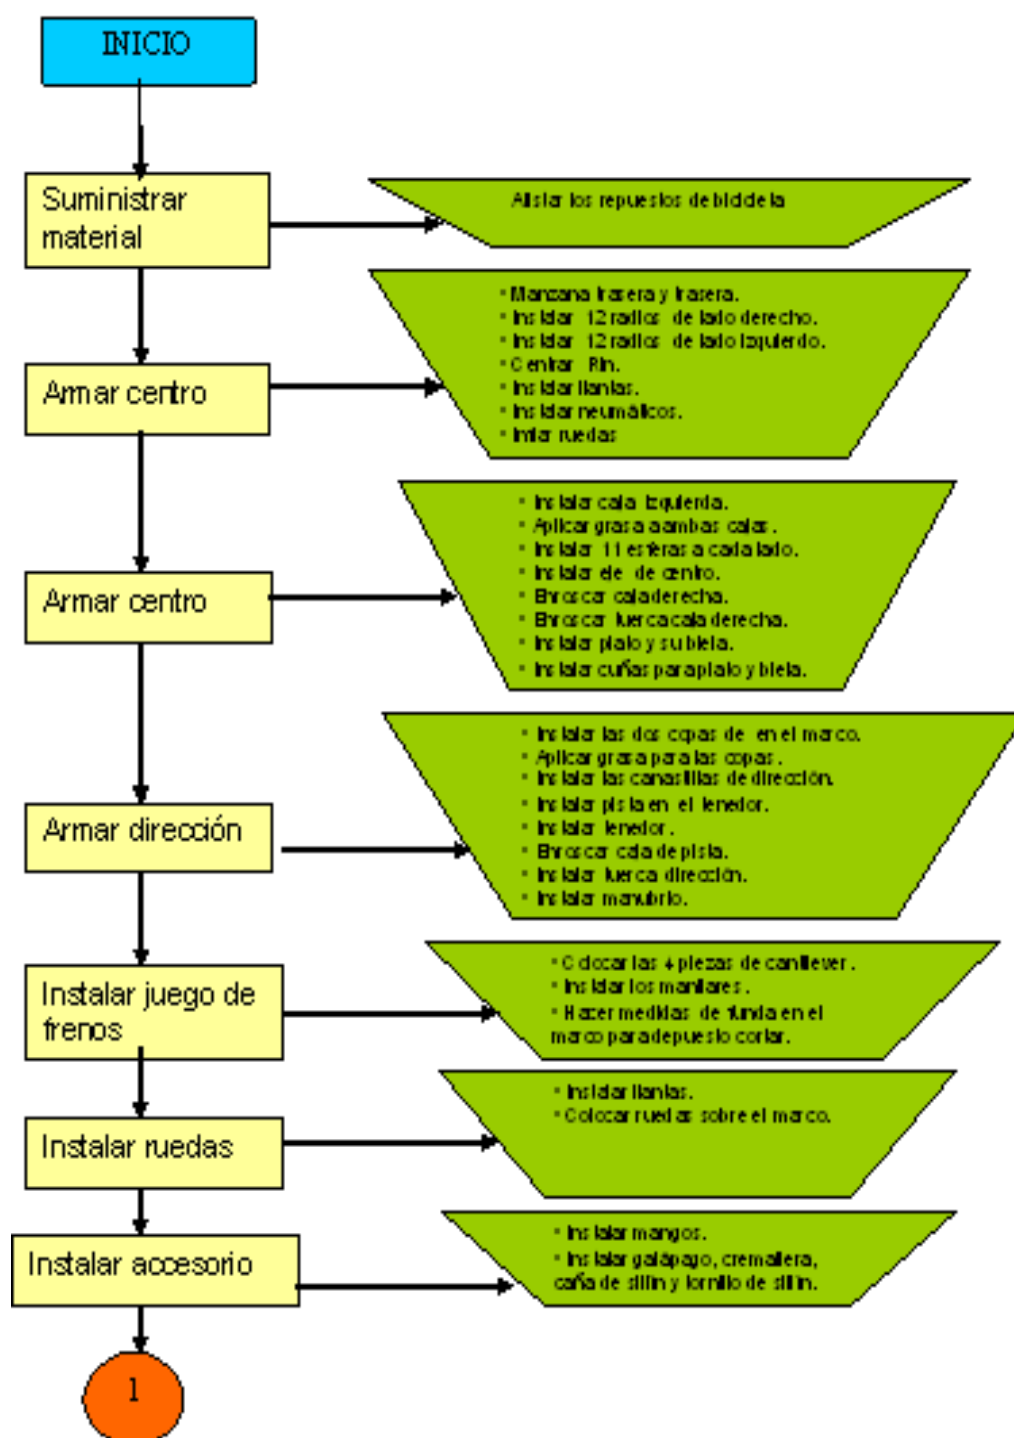 INICIO
Suministrar
material
Alistar los repuestos de bicicleta
Armar centro
• Manzana trasera y trasera.
• Instalar 12 radios de lado derecho.
• Instalar 12 radios de lado izquierdo.
• Centrar Rin.
• Instalar llantas.
• Instalar neumáticos.
• Inflar ruedas
Armar centro
• Instalar caja izquierda.
• Aplicar grasa a ambas cajas.
• Instalar 11 esferas a cada lado.
• Instalar eje de centro.
• Enroscar caja derecha.
• Enroscar tuerca caja derecha.
• Instalar plato y su biela.
• Instalar cuñas para plato y biela.
Armar dirección
• Instalar las dos copas de en el marco.
• Aplicar grasa para las copas.
• Instalar las canastillas de dirección.
• Instalar pista en el tenedor.
• Instalar tenedor.
• Enroscar caja de pista.
• Instalar tuerca dirección.
• Instalar manubrio.
Instalar juego de
frenos
• Colocar las 4 piezas de cantilever.
• Instalar los manilares.
• Hacer medidas de funda en el
marco para depuesto cortar.
Instalar ruedas
• Instalar llantas.
• Colocar ruedas sobre el marco.
Instalar accesorio
• Instalar mangos.
• Instalar galápago, cremallera,
caña de sillín y tornillo de sillín.
1